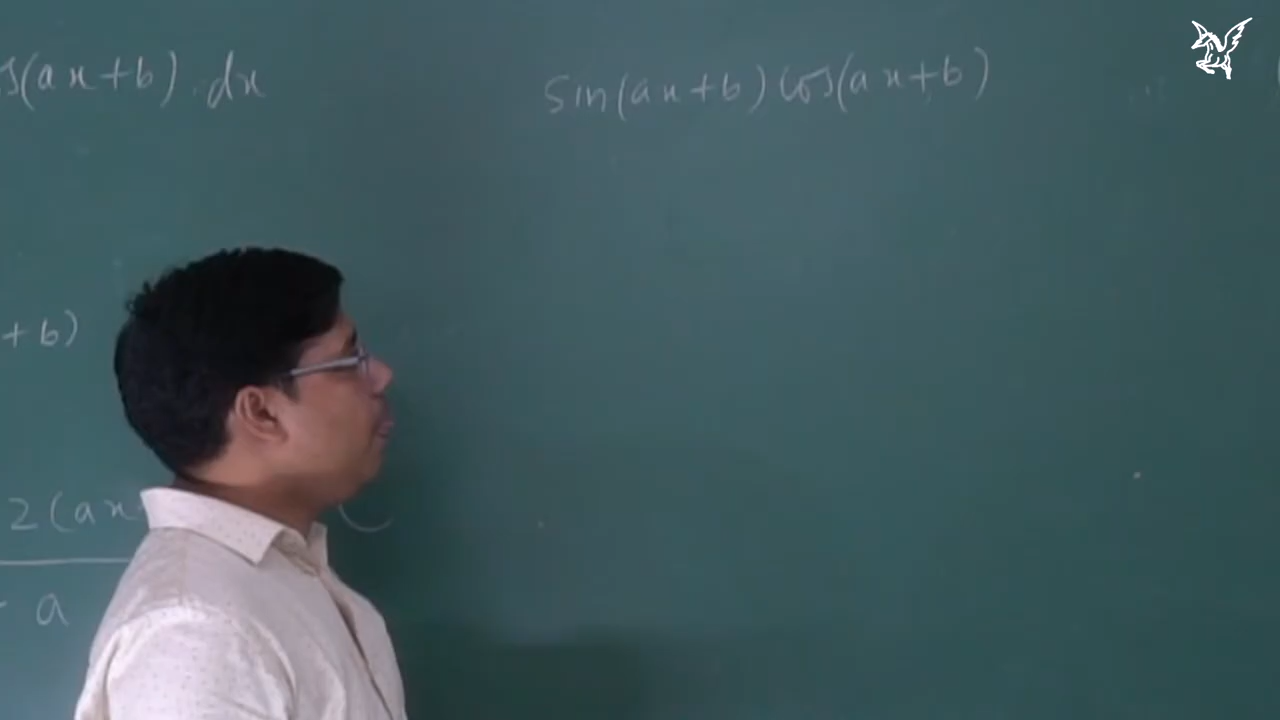 s(ax+b) dx
sin(ax+b) cos(ax+b)
+ b)
2(ax
a